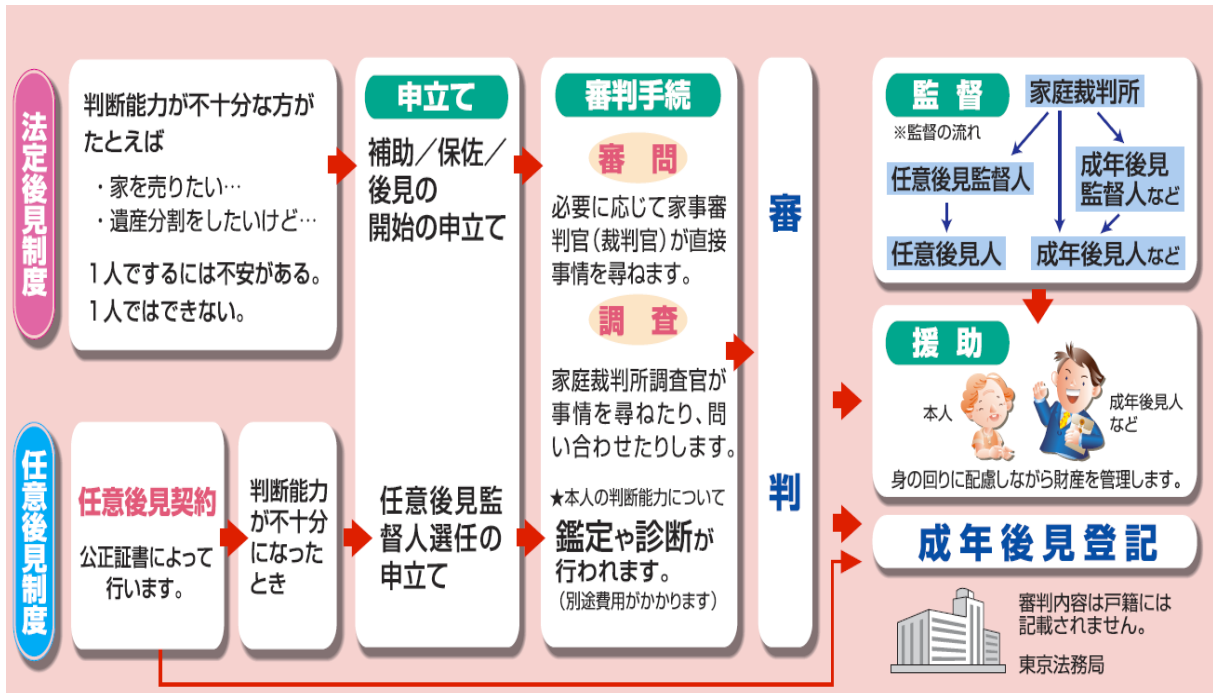 法定後見制度
判断能力が不十分な方が
たとえば
・家を売りたい…
・遺産分割をしたいけど…
1人でするには不安がある。
1人ではできない。
任意後見制度
任意後見契約
公正証書によって
行います。
判断能力
が不十分
になった
とき
申立て
補助／保佐／
後見の
開始の申立て
任意後見監
督人選任の
申立て
審判手続
審問
必要に応じて家事審
判官（裁判官）が直接
事情を尋ねます。
調査
家庭裁判所調査官が
事情を尋ねたり、問
い合わせたりします。
★本人の判断能力について
鑑定や診断が
行われます。
（別途費用がかかります）
審判
監督
※監督の流れ
家庭裁判所
任意後見監督人
成年後見
監督人など
任意後見人
成年後見人など
援助
本人
成年後見人
など
身の回りに配慮しながら財産を管理します。
成年後見登記
審判内容は戸籍には
記載されません。
東京法務局